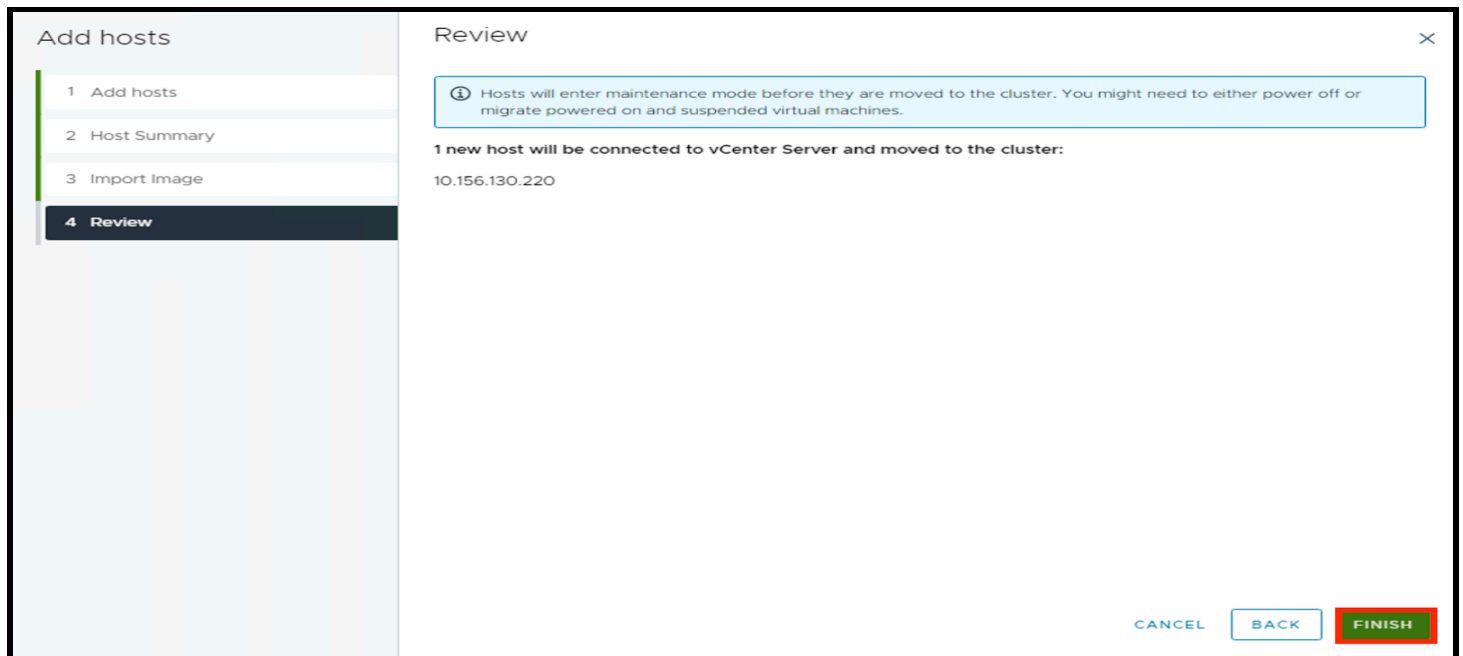 Add hosts
1 Add hosts
2 Host Summary
3 Import Image
4 Review
Review
Hosts will enter maintenance mode before they are moved to the cluster. You might need to either power off or
migrate powered on and suspended virtual machines.
1 new host will be connected to vCenter Server and moved to the cluster:
10.156.130.220
CANCEL
BACK
FINISH